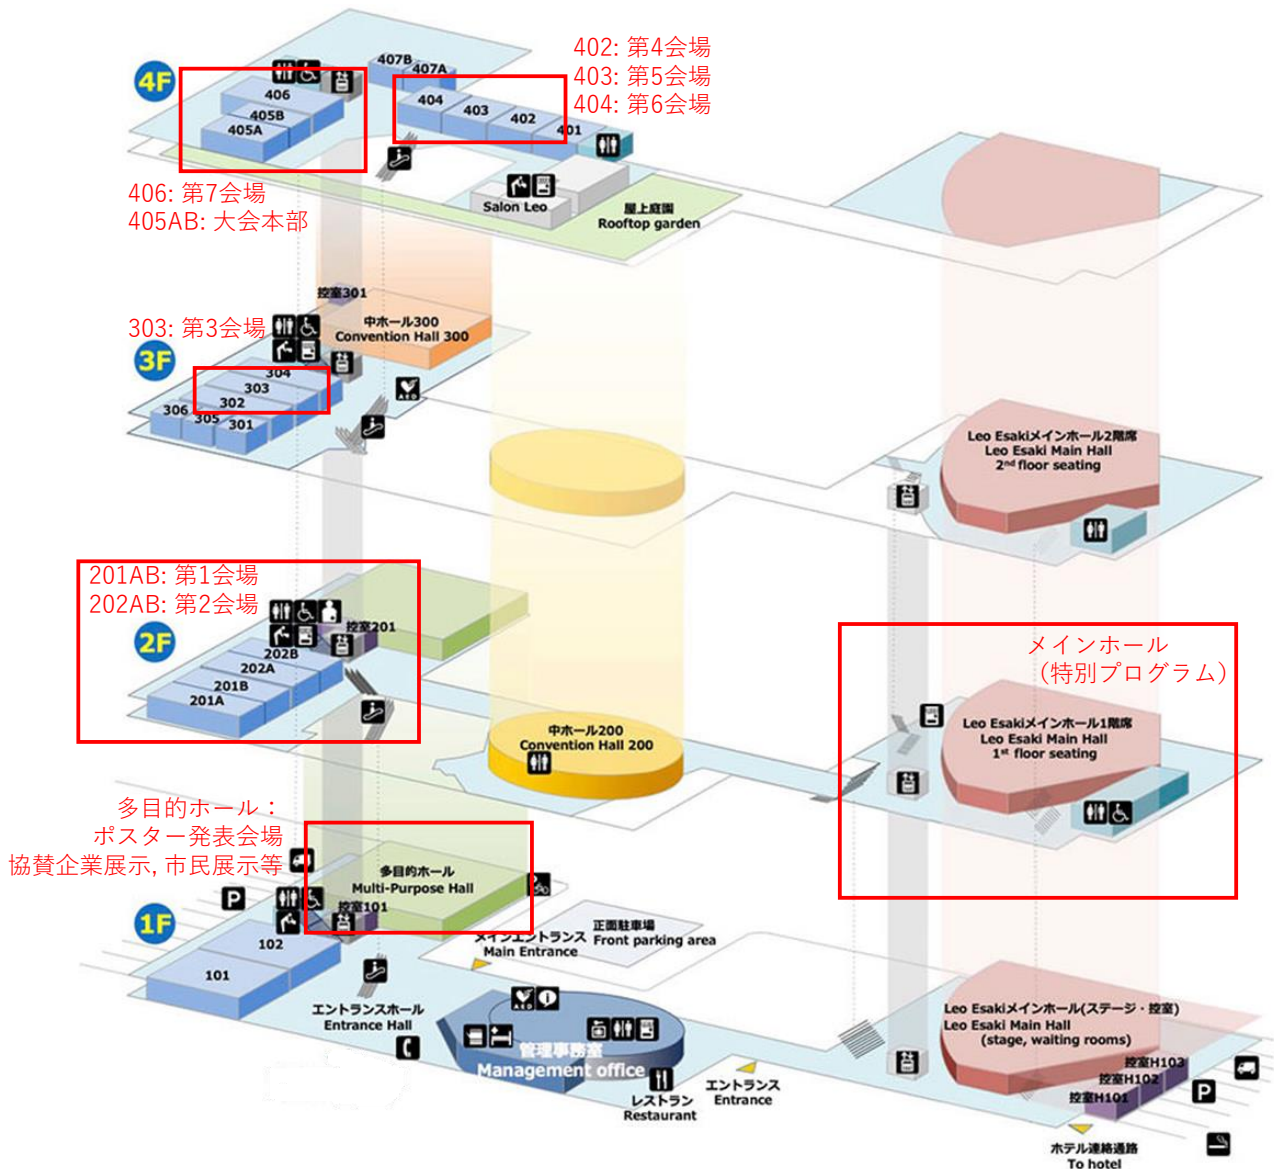 4F
407B
407A
406
405B
405A
404
403
402
401
402: 第4会場
403: 第5会場
404: 第6会場
406: 第7会場
405AB: 大会本部
Salon Leo
屋上庭園
Rooftop garden
控室301
中ホール300
Convention Hall 300
303: 第3会場
3F
304
303
302
306
305
301
AED
Leo Esakiメインホール2階席
Leo Esaki Main Hall
2nd floor seating
201AB: 第1会場
202AB: 第2会場
2F
控室201
202B
202A
201B
201A
中ホール200
Convention Hall 200
メインホール
（特別プログラム）
Leo Esakiメインホール1階席
Leo Esaki Main Hall
1st floor seating
多目的ホール：
ポスター発表会場
協賛企業展示, 市民展示等
多目的ホール
Multi-Purpose Hall
P
控室101
1F
102
101
正面駐車場
Front parking area
メインエントランス
Main Entrance
エントランスホール
Entrance Hall
AED
管理事務室
Management office
レストラン
Restaurant
エントランス
Entrance
Leo Esakiメインホール(ステージ・控室)
Leo Esaki Main Hall
(stage, waiting rooms)
控室H103
控室H102
控室H101
P
ホテル連絡通路
To hotel